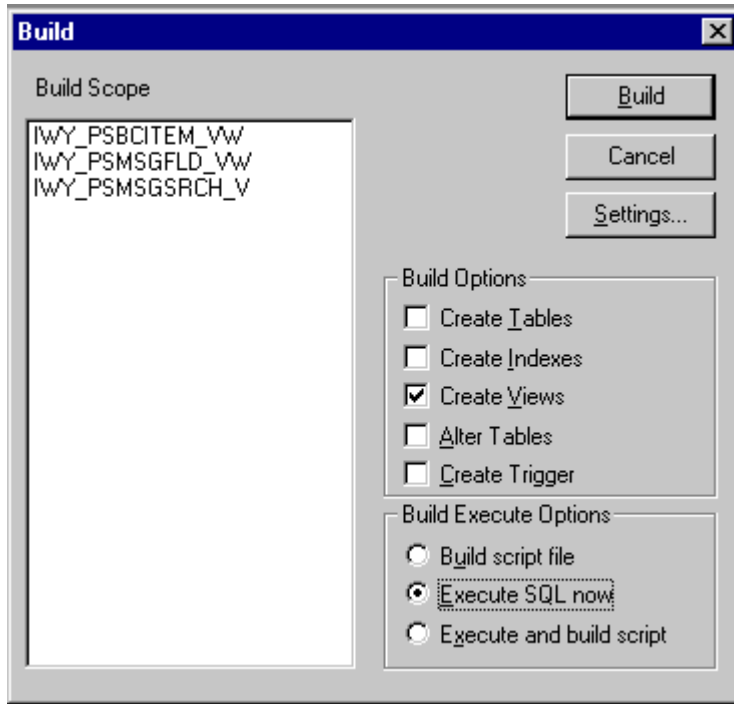 Build
Build Scope
IWY_PSBCITEM_VW
IWY_PSMSGFLD_VW
IWY_PSMSGSRCH_V
Build
Cancel
Settings...
Build Options
Create Tables
Create Indexes
Create Views
Alter Tables
Create Trigger
Build Execute Options
Build script file
Execute SQL now
Execute and build script